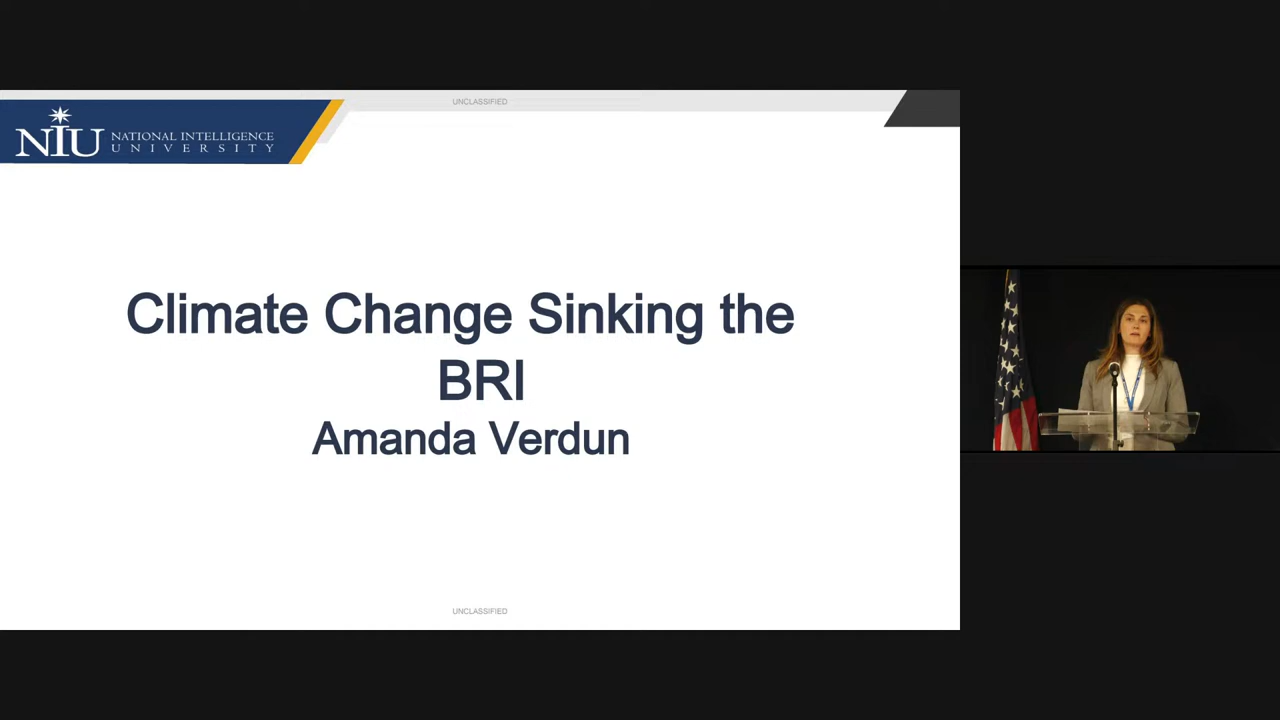 UNCLASSIFIED
NIU
NATIONAL INTELLIGENCE
UNIVERSITY
Climate Change Sinking the
BRI
Amanda Verdun
UNCLASSIFIED